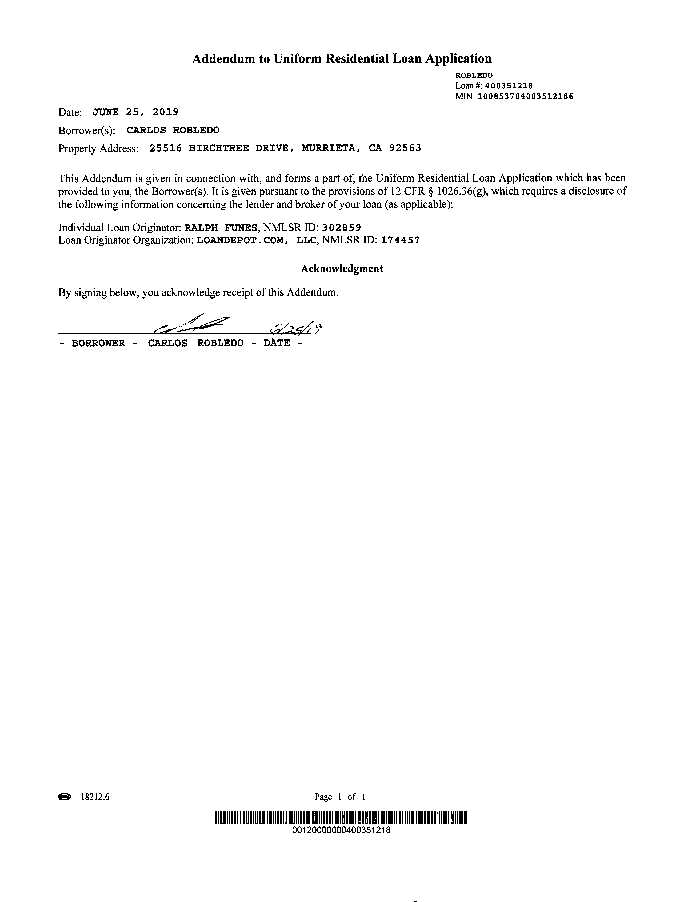 Addendum to Uniform Residential Loan Application
ROBLEDO
Loan #: 400351218
MIN 100853704003512186
Date: JUNE 25, 2019
Borrower(s): CARLOS ROBLEDO
Property Address: 25516 BIRCHTREE DRIVE, MURRIETA, CA 92563
This Addendum is given in connection with, and forms a part of, the Uniform Residential Loan Application which has been
provided to you, the Borrower(s). It is given pursuant to the provisions of 12 CFR § 1026.36(g), which requires a disclosure of
the following information concerning the lender and broker of your loan (as applicable):
Individual Loan Originator: RALPH FUNES, NMLSR ID: 302859
Loan Originator Organization: LOANDEPOT.COM, LLC, NMLSR ID: 174457
Acknowledgment
By signing below, you acknowledge receipt of this Addendum.
- BORROWER - CARLOS ROBLEDO - DATE -
18212.6
Page 1 of 1
00120000000400351218